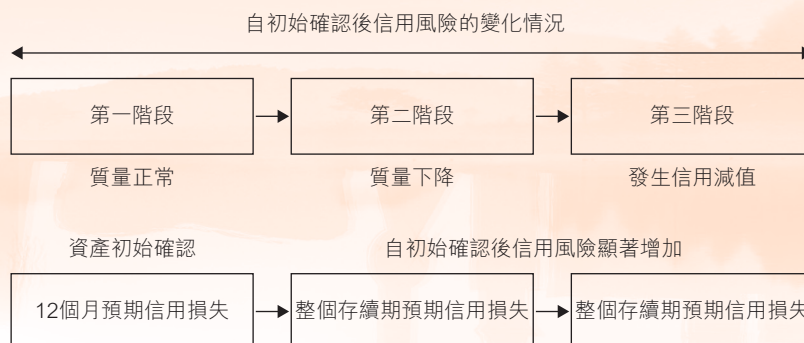 自初始確認後信用風險的變化情況
第一階段 第二階段 第三階段
質量正常 質量下降 發生信用減值
資產初始確認 自初始確認後信用風險顯著增加
12個月預期信用損失 整個存續期預期信用損失 整個存續期預期信用損失